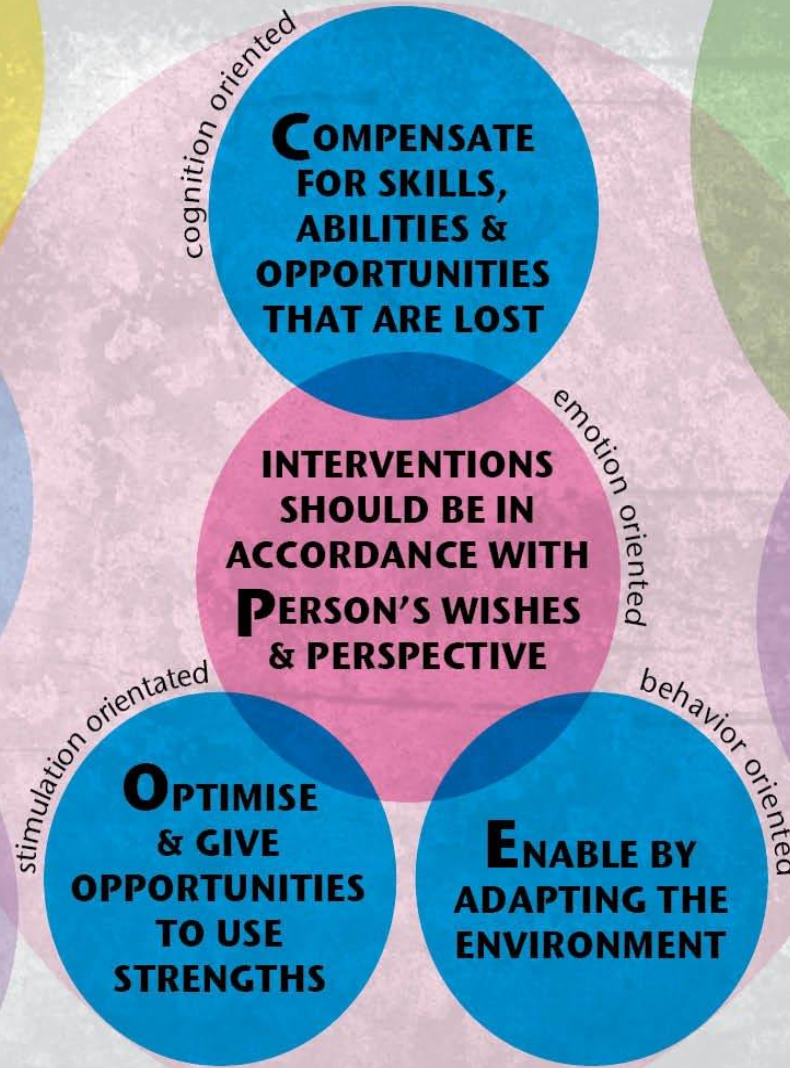 cognition oriented
COMPENSATE
FOR SKILLS,
ABILITIES &
OPPORTUNITIES
THAT ARE LOST
emotion oriented
INTERVENTIONS
SHOULD BE IN
ACCORDANCE WITH
PERSON'S WISHES
& PERSPECTIVE
stimulation orientated
OPTIMISE
& GIVE
OPPORTUNITIES
TO USE
STRENGTHS
behavior oriented
ENABLE BY
ADAPTING THE
ENVIRONMENT